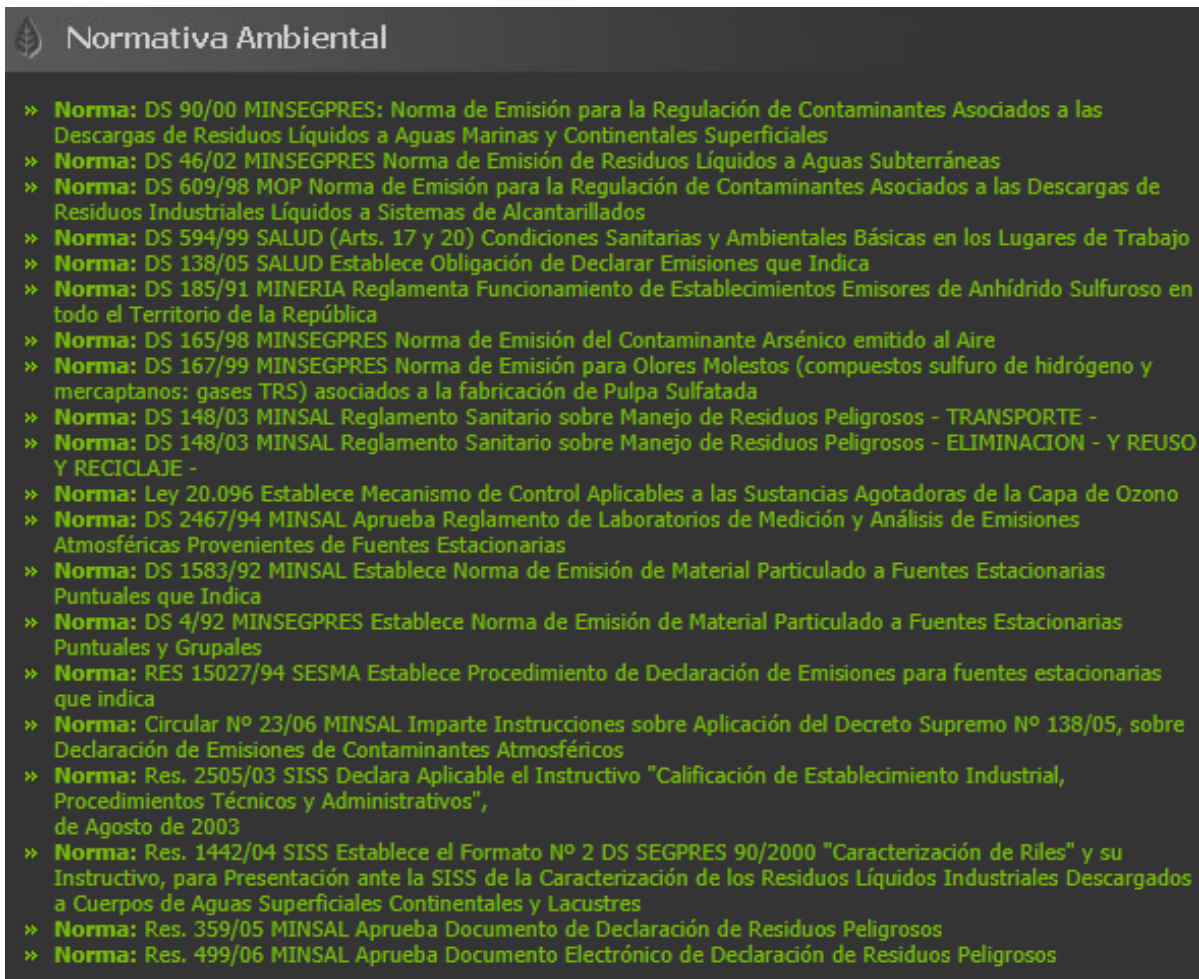 Normativa Ambiental
» Norma: DS 90/00 MINSEGPRES: Norma de Emisión para la Regulación de Contaminantes Asociados a las
Descargas de Residuos Líquidos a Aguas Marinas y Continentales Superficiales
» Norma: DS 46/02 MINSEGPRES Norma de Emisión de Residuos Líquidos a Aguas Subterráneas
» Norma: DS 609/98 MOP Norma de Emisión para la Regulación de Contaminantes Asociados a las Descargas de
Residuos Industriales Líquidos a Sistemas de Alcantarillados
» Norma: DS 594/99 SALUD (Arts. 17 y 20) Condiciones Sanitarias y Ambientales Básicas en los Lugares de Trabajo
» Norma: DS 138/05 SALUD Establece Obligación de Declarar Emisiones que Indica
» Norma: DS 185/91 MINERIA Reglamenta Funcionamiento de Establecimientos Emisores de Anhídrido Sulfuroso en
todo el Territorio de la República
» Norma: DS 165/98 MINSEGPRES Norma de Emisión del Contaminante Arsénico emitido al Aire
» Norma: DS 167/99 MINSEGPRES Norma de Emisión para Olores Molestos (compuestos sulfuro de hidrógeno y
mercaptanos: gases TRS) asociados a la fabricación de Pulpa Sulfatada
» Norma: DS 148/03 MINSAL Reglamento Sanitario sobre Manejo de Residuos Peligrosos - TRANSPORTE -
» Norma: DS 148/03 MINSAL Reglamento Sanitario sobre Manejo de Residuos Peligrosos - ELIMINACION - Y REUSO
Y RECICLAJE -
» Norma: Ley 20.096 Establece Mecanismo de Control Aplicables a las Sustancias Agotadoras de la Capa de Ozono
» Norma: DS 2467/94 MINSAL Aprueba Reglamento de Laboratorios de Medición y Análisis de Emisiones
Atmosféricas Provenientes de Fuentes Estacionarias
» Norma: DS 1583/92 MINSAL Establece Norma de Emisión de Material Particulado a Fuentes Estacionarias
Puntuales que Indica
» Norma: DS 4/92 MINSEGPRES Establece Norma de Emisión de Material Particulado a Fuentes Estacionarias
Puntuales y Grupales
» Norma: RES 15027/94 SESMA Establece Procedimiento de Declaración de Emisiones para fuentes estacionarias
que indica
» Norma: Circular Nº 23/06 MINSAL Imparte Instrucciones sobre Aplicación del Decreto Supremo Nº 138/05, sobre
Declaración de Emisiones de Contaminantes Atmosféricos
» Norma: Res. 2505/03 SISS Declara Aplicable el Instructivo "Calificación de Establecimiento Industrial,
Procedimientos Técnicos y Administrativos",
de Agosto de 2003
» Norma: Res. 1442/04 SISS Establece el Formato Nº 2 DS SEGPRES 90/2000 "Caracterización de Riles" y su
Instructivo, para Presentación ante la SISS de la Caracterización de los Residuos Líquidos Industriales Descargados
a Cuerpos de Aguas Superficiales Continentales y Lacustres
» Norma: Res. 359/05 MINSAL Aprueba Documento de Declaración de Residuos Peligrosos
» Norma: Res. 499/06 MINSAL Aprueba Documento Electrónico de Declaración de Residuos Peligrosos